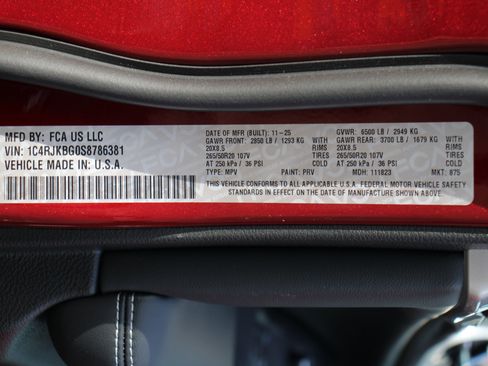 MFD BY: FCA US LLC
VIN: 1C4RJKBG0S8786381
VEHICLE MADE IN U.S.A.
DATE OF MFR (BUILT): 11-25 GVWR: 6500 LB / 2949 KG
GAWR FRONT: 2850 LB / 1293 KG WITH GAWR REAR: 3700 LB / 1679 KG WITH
20X8.5 RIMS 20X8.5 RIMS
265/50R20 107V TIRES 265/50R20 107V TIRES
AT 250 kPa / 36 PSI COLD AT 250 kPa / 36 PSI COLD
TYPE: MPV PAINT: PRV MDH: 111823 MKT: 875
THIS VEHICLE CONFORMS TO ALL APPLICABLE U.S.A. FEDERAL MOTOR VEHICLE SAFETY
STANDARDS IN EFFECT ON THE DATE OF MANUFACTURE SHOWN ABOVE.